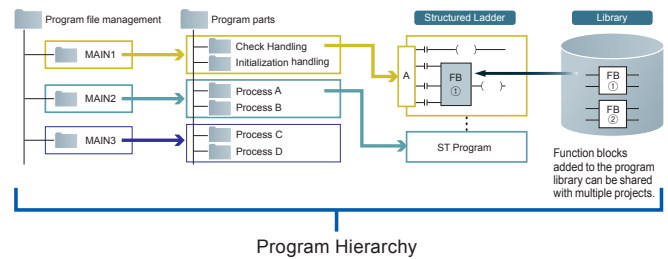 Program file management
Program parts
Structured Ladder
Library
MAIN1
Check Handling
Initialization handling
MAIN2
Process A
Process B
MAIN3
Process C
Process D
A
FB
①
ST Program
FB
①
FB
②
Function blocks
added to the program
library can be shared
with multiple projects.
Program Hierarchy